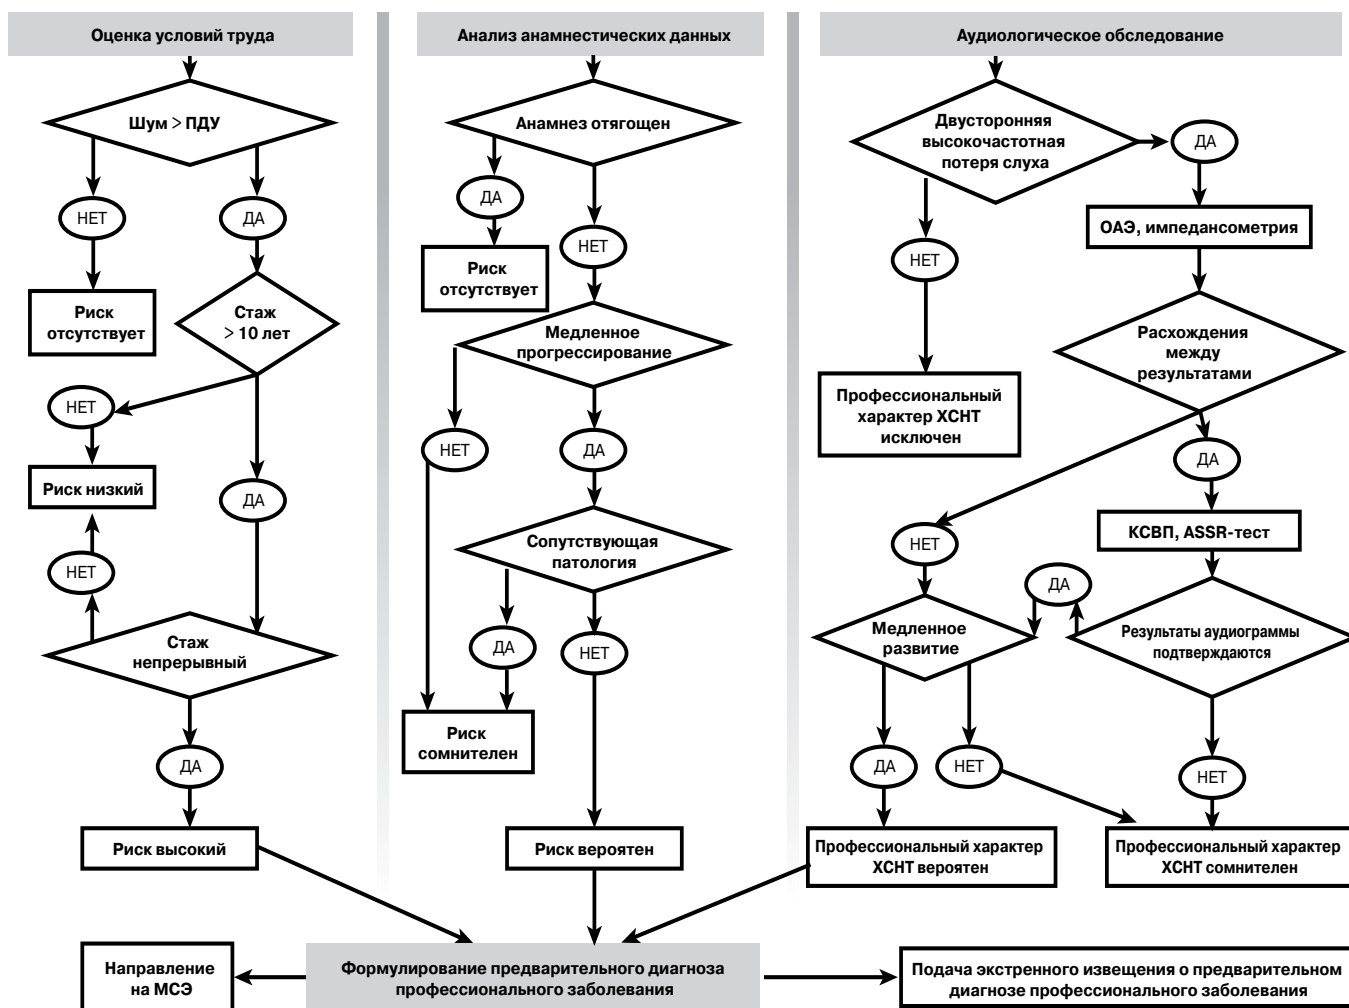 Оценка условий труда
Шум > ПДУ
НЕТ
ДА
Риск
отсутствует
Стаж
> 10 лет
НЕТ
Риск низкий
ДА
НЕТ
Стаж
непрерывный
ДА
Риск высокий
Анализ анамнестических данных
Анамнез отягощен
ДА
НЕТ
Риск
отсутствует
Медленное
прогрессирование
НЕТ
ДА
Сопутствующая
патология
ДА
НЕТ
Риск
сомнителен
Риск вероятен
Аудиологическое обследование
Двусторонняя
высокочастотная
потеря слуха
ДА
НЕТ
ОАЭ, импедансометрия
Профессиональный
характер ХСНТ
исключен
Расхождения
между
результатами
ДА
НЕТ
КСВП, ASSR-тест
ДА
Медленное
развитие
Результаты аудиограммы
подтверждаются
ДА
НЕТ
НЕТ
Профессиональный характер
ХСНТ вероятен
Профессиональный характер
ХСНТ сомнителен
Направление
на МСЭ
Формулирование предварительного диагноза
профессионального заболевания
Подача экстренного извещения о предварительном
диагнозе профессионального заболевания